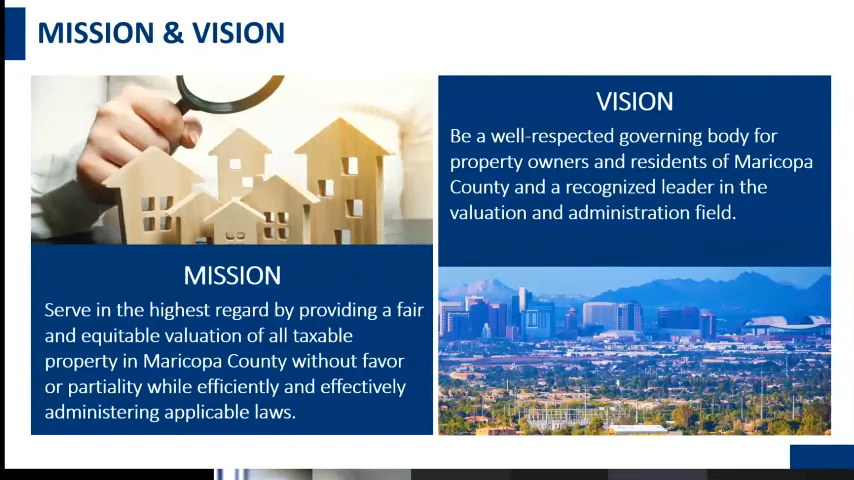 MISSION & VISION
MISSION
Serve in the highest regard by providing a fair
and equitable valuation of all taxable
property in Maricopa County without favor
or partiality while efficiently and effectively
administering applicable laws.
VISION
Be a well-respected governing body for
property owners and residents of Maricopa
County and a recognized leader in the
valuation and administration field.